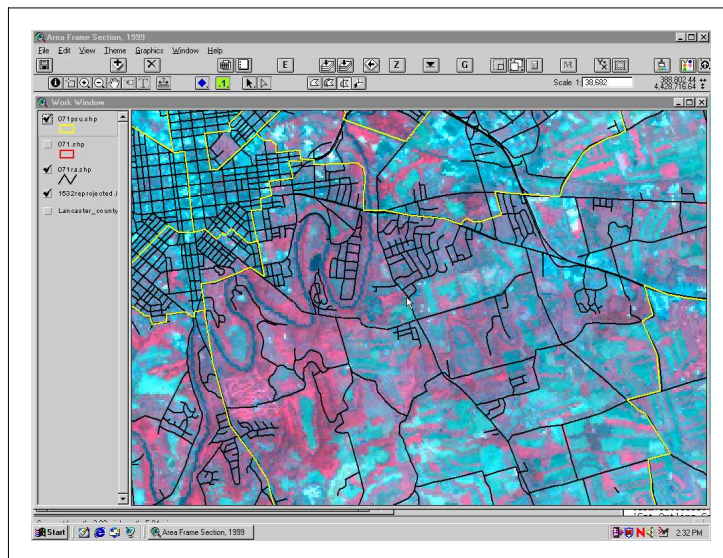 Area Frame Section, 1999
File Edit View Theme Graphics Window Help
E Z G M
T .1 Scale 1: 38,682 388,802.44
4,428,716.64
Work Window
071psu.shp
071.shp
071ra.shp
1532reprojected.i
Lancaster_county
Start Area Frame Section, 1999 2:32 PM